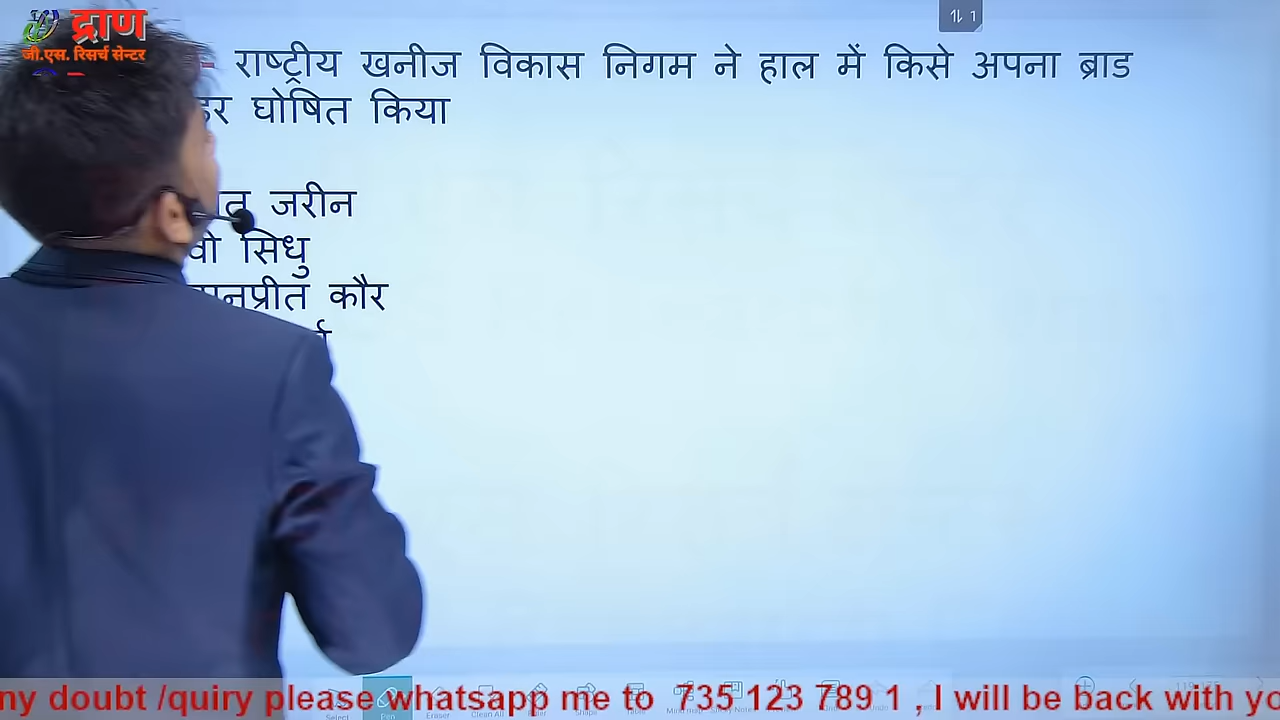 द्राण
जी.एस. रिसर्च सेन्टर
राष्ट्रीय खनीज विकास निगम ने हाल में किसे अपना ब्राड
घोषित किया
जरीन
सिधु
कौर
ny doubt /quiry please whatsapp me to 735 123 789 1 , I will be back with yo